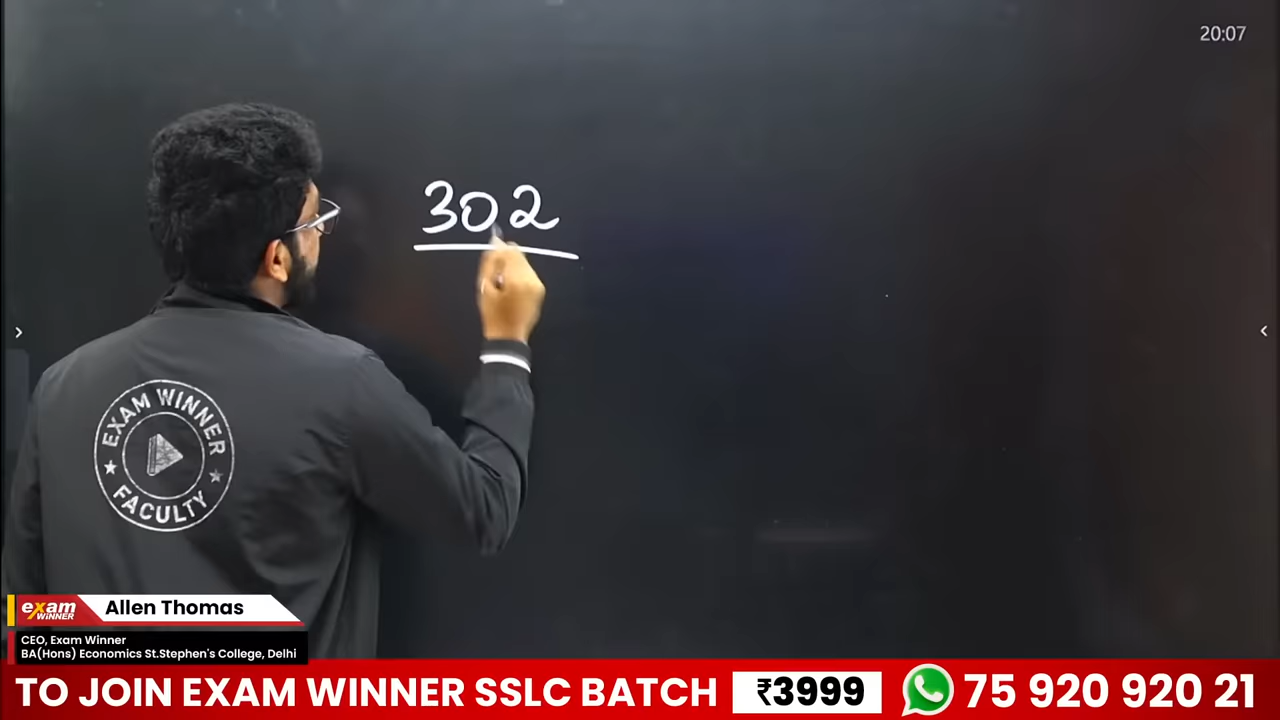 20:07
302
EXAM WINNER
FACULTY
exam
WINNER
Allen Thomas
CEO, Exam Winner
BA(Hons) Economics St.Stephen's College, Delhi
TO JOIN EXAM WINNER SSLC BATCH ₹3999 75 920 920 21